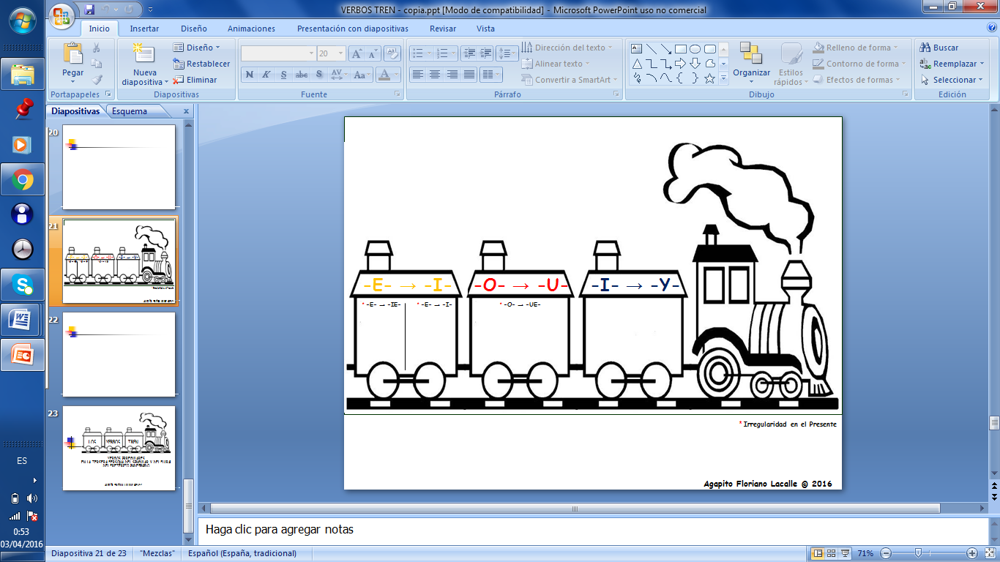 VERBOS TREN - copia.ppt [Modo de compatibilidad] - Microsoft PowerPoint uso no comercial
Inicio Insertar Diseño Animaciones Presentación con diapositivas Revisar Vista
Pegar
Portapapeles
Nueva diapositiva
Diseño
Restablecer
Eliminar
Diapositivas
20
N K S abc S AV Aa A
Fuente
Dirección del texto
Alinear texto
Convertir a SmartArt
Párrafo
Organizar
Estilos rápidos
Relleno de forma
Contorno de forma
Efectos de formas
Dibujo
Buscar
Reemplazar
Seleccionar
Edición
Diapositivas Esquema
20
21
22
23
LOS VERBOS TREN
-E- → -I- -O- → -U- -I- → -Y-
* -E- → -IE- * -E- → -I- * -O- → -UE-
* Irregularidad en el Presente
Agapito Floriano Lacalle © 2016
Haga clic para agregar notas
Diapositiva 21 de 23 "Mezclas" Español (España, tradicional) 71%
ES
0:53
03/04/2016